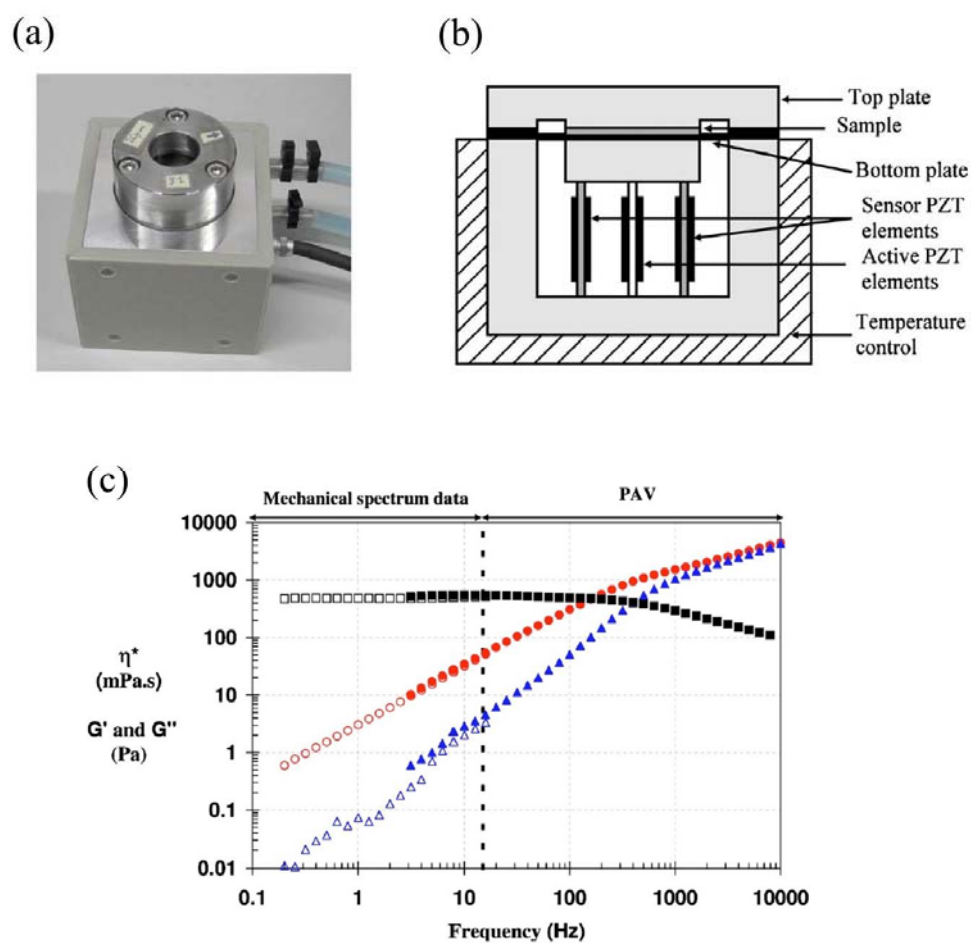 (a)
(b)
Top plate
Sample
Bottom plate
Sensor PZT
elements
Active PZT
elements
Temperature
control
(c)
Mechanical spectrum data
PAV
10000
1000
100
10
1
0.1
0.01
η*
(mPa.s)
G' and G"
(Pa)
0.1
1
10
100
1000
10000
Frequency (Hz)